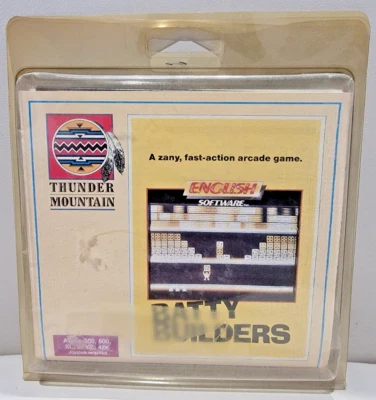 A zany, fast-action arcade game.
THUNDER
MOUNTAIN
ENGLISH
SOFTWARE
BATTY
BUILDERS